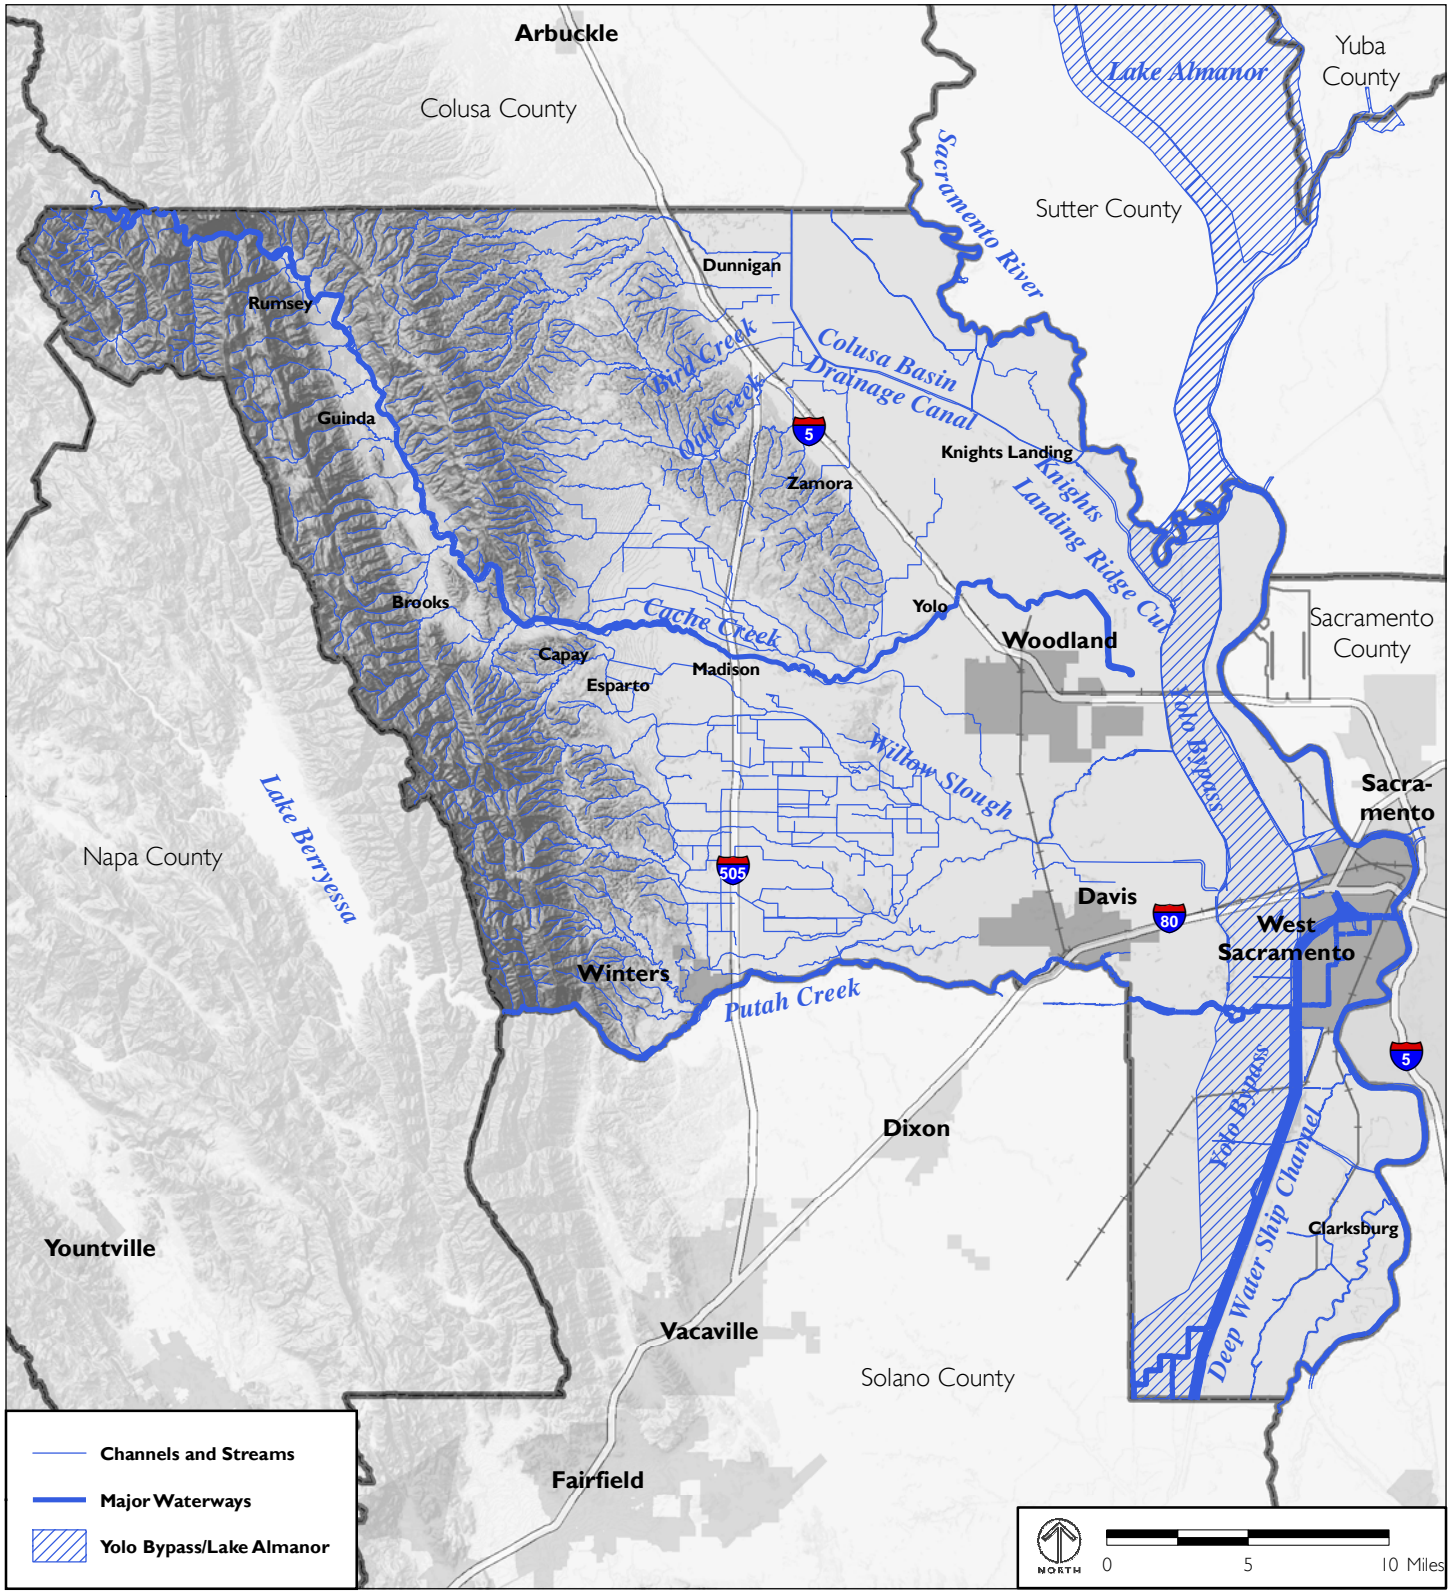 Arbuckle
Yuba
County
Lake Almanor
Colusa County
Sacramento River
Sutter County
Dunnigan
Rumsey
Bird Creek
Colusa Basin
Drainage Canal
Oat Creek
Guinda
5
Knights Landing
Zamora
Knights
Landing Ridge Cut
Brooks
Cache Creek
Yolo
Woodland
Sacramento
County
Capay
Madison
Esparto
Yolo Bypass
Willow Slough
Sacra-
mento
Lake Berryessa
Napa County
505
Davis
80
West
Sacramento
Winters
Putah Creek
5
Yolo Bypass
Dixon
Deep Water Ship Channel
Clarksburg
Yountville
Vacaville
Solano County
Fairfield
Channels and Streams
Major Waterways
Yolo Bypass/Lake Almanor
NORTH
0 5 10 Miles